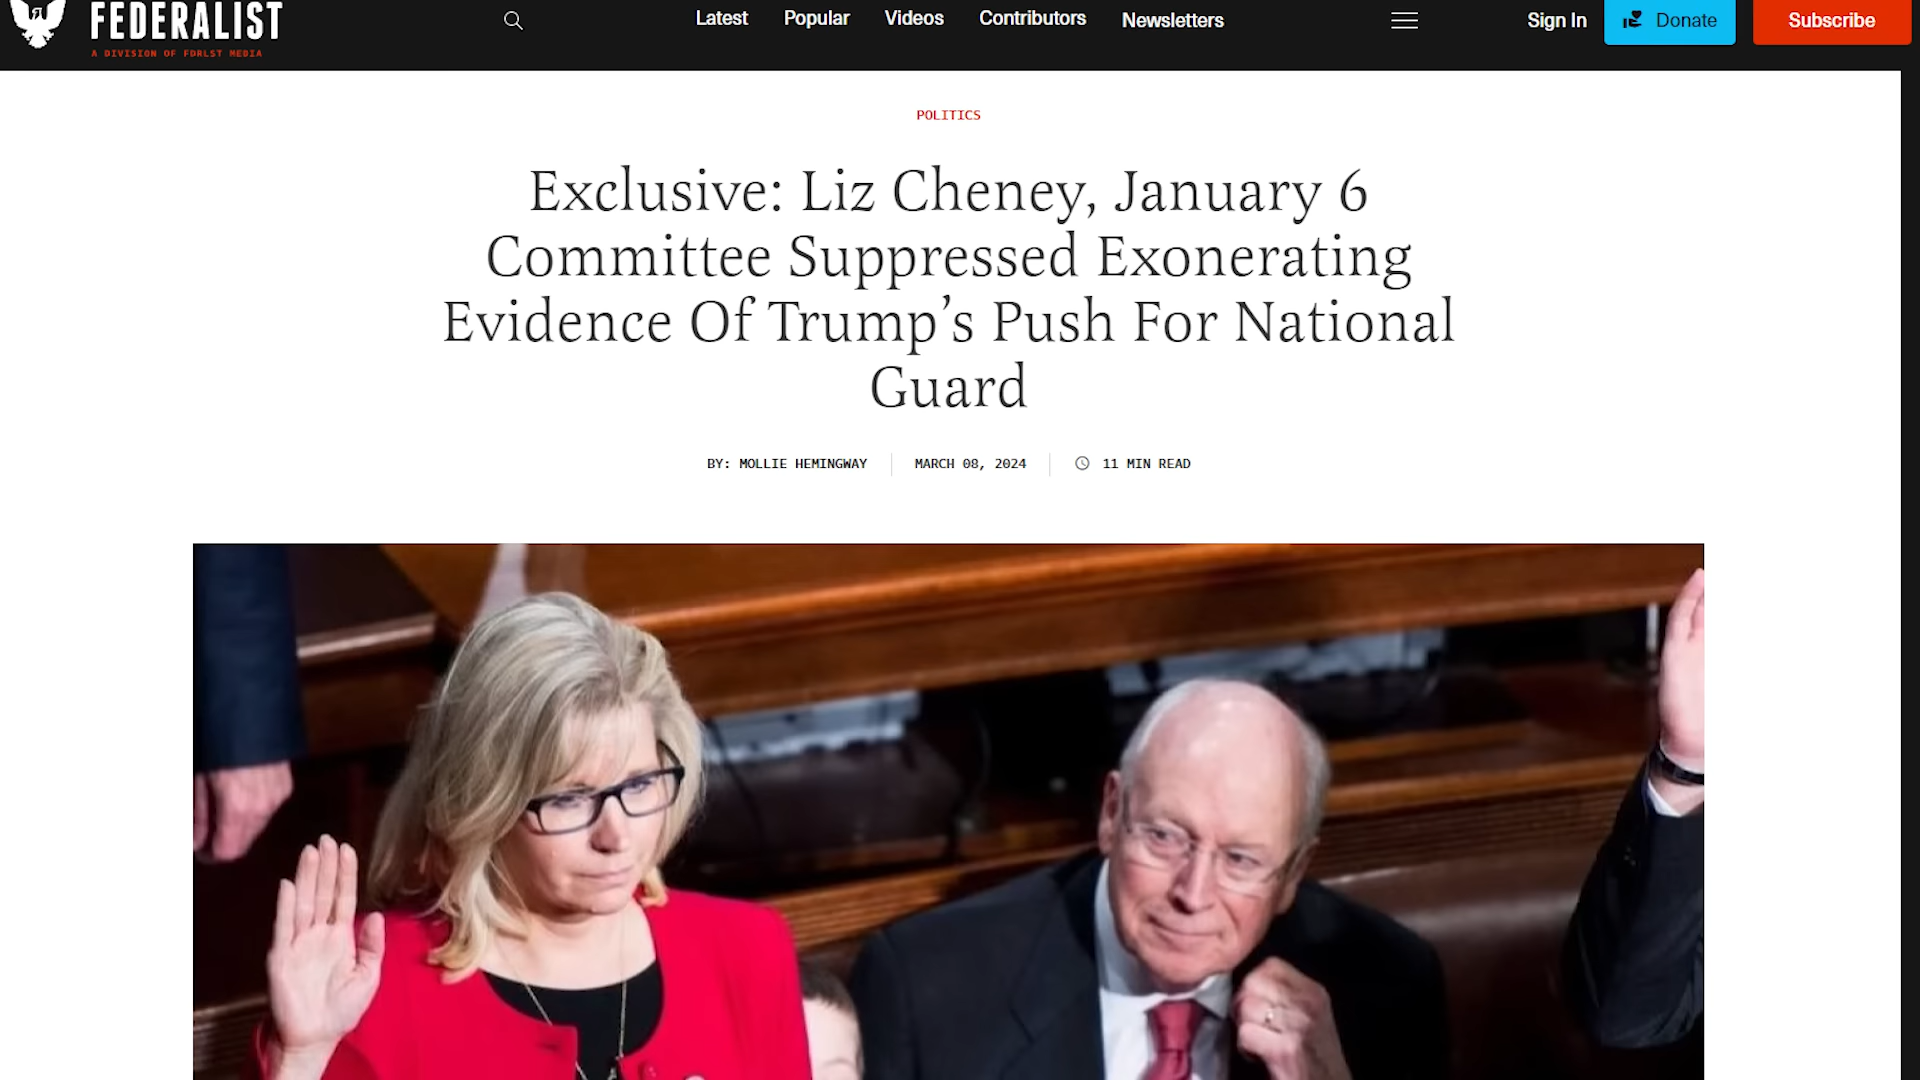 FEDERALIST
A DIVISION OF FDRLST MEDIA
Latest
Popular
Videos
Contributors
Newsletters
Sign In
Donate
Subscribe
POLITICS
Exclusive: Liz Cheney, January 6
Committee Suppressed Exonerating
Evidence Of Trump’s Push For National
Guard
BY: MOLLIE HEMINGWAY
MARCH 08, 2024
11 MIN READ